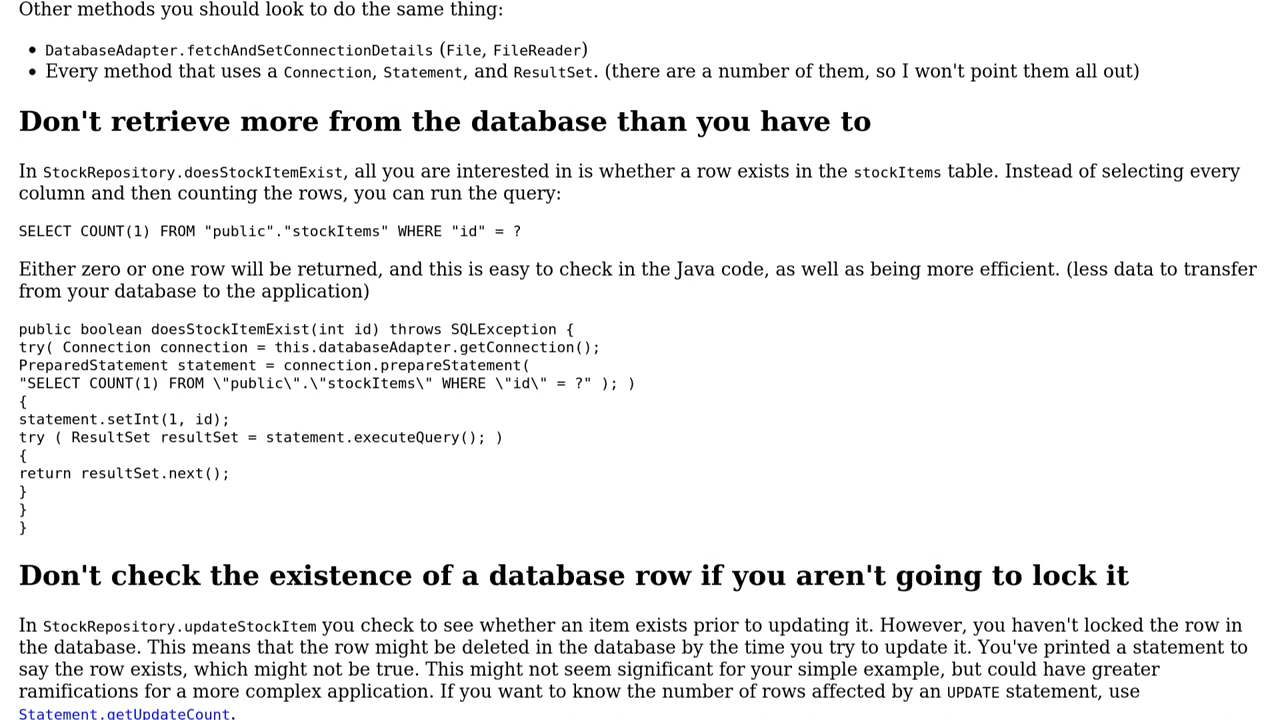 Other methods you should look to do the same thing:
• DatabaseAdapter.fetchAndSetConnectionDetails (File, FileReader)
• Every method that uses a Connection, Statement, and ResultSet. (there are a number of them, so I won't point them all out)
Don't retrieve more from the database than you have to
In StockRepository.doesStockItemExist, all you are interested in is whether a row exists in the stockItems table. Instead of selecting every
column and then counting the rows, you can run the query:
SELECT COUNT(1) FROM "public"."stockItems" WHERE "id" = ?
Either zero or one row will be returned, and this is easy to check in the Java code, as well as being more efficient. (less data to transfer
from your database to the application)
public boolean doesStockItemExist(int id) throws SQLException {
try( Connection connection = this.databaseAdapter.getConnection();
PreparedStatement statement = connection.prepareStatement(
"SELECT COUNT(1) FROM \"public\".\"stockItems\" WHERE \"id\" = ?" ); )
{
statement.setInt(1, id);
try ( ResultSet resultSet = statement.executeQuery(); )
{
return resultSet.next();
}
}
}
Don't check the existence of a database row if you aren't going to lock it
In StockRepository.updateStockItem you check to see whether an item exists prior to updating it. However, you haven't locked the row in
the database. This means that the row might be deleted in the database by the time you try to update it. You've printed a statement to
say the row exists, which might not be true. This might not seem significant for your simple example, but could have greater
ramifications for a more complex application. If you want to know the number of rows affected by an UPDATE statement, use
Statement.getUpdateCount.